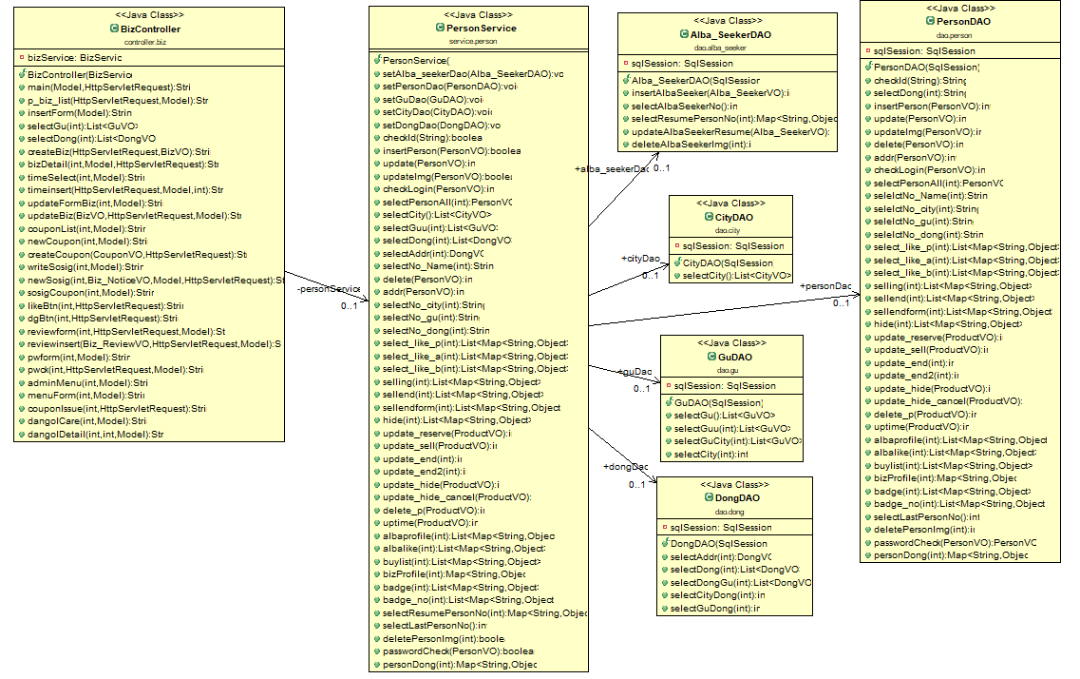 <<Java Class>>
BizController
controller.biz
bizService: BizServic
BizController(BizServic
main(Model,HttpServletRequest):Stri
p_biz_list(HttpServletRequest,Model):Str
insertForm(Model):Strin
selectGu(int):List<GuVO>
selectDong(int):List<DongVO
createBiz(HttpServletRequest,BizVO):Stri
bizDetail(int,Model,HttpServletRequest):Str
timeSelect(int,Model):Stri
timeinsert(HttpServletRequest,Model,int):Str
updateFormBiz(int,Model):Stri
updateBiz(BizVO,HttpServletRequest,Model):Str
couponList(int,Model):Stri
newCoupon(int,Model):Stri
createCoupon(CouponVO,HttpServletRequest):Sti
writeSosig(int,Model):Strir
newSosig(int,Biz_NoticeVO,Model,HttpServletRequest):S
sosigCoupon(int,Model):Strir
likeBtn(int,HttpServletRequest):Stri
dgBtn(int,HttpServletRequest):Stri
reviewform(int,HttpServletRequest,Model):St
reviewinsert(Biz_ReviewVO,HttpServletRequest,Model):S
pwform(int,Model):Strir
pwck(int,HttpServletRequest,Model):Stri
adminMenu(int,Model):Stri
menuForm(int,Model):Stri
couponIssue(int,HttpServletRequest):Stri
dangolCare(int,Model):Stri
dangolDetail(int,int,Model):Str
-personService
0..1
<<Java Class>>
PersonService
service.person
PersonService(
setAlba_seekerDao(Alba_SeekerDAO):vc
setPersonDao(PersonDAO):voi
setGuDao(GuDAO):voi
setCityDao(CityDAO):voi
setDongDao(DongDAO):vo
checkId(String):boolea
insertPerson(PersonVO):boolea
update(PersonVO):in
updateImg(PersonVO):boolea
checkLogin(PersonVO):in
selectPersonAll(int):PersonVC
selectCity():List<CityVO>
selectGuu(int):List<GuVO>
selectDong(int):List<DongVO
selectAddr(int):DongVC
selectNo_Name(int):Strin
delete(PersonVO):in
addr(PersonVO):in
selectNo_city(int):String
selectNo_gu(int):Strin
selectNo_dong(int):Strin
select_like_p(int):List<Map<String,Object>
select_like_a(int):List<Map<String,Object>
select_like_b(int):List<Map<String,Object>
selling(int):List<Map<String,Object>
sellend(int):List<Map<String,Object>
sellendform(int):List<Map<String,Object
hide(int):List<Map<String,Object>
update_reserve(ProductVO):i
update_sell(ProductVO):ii
update_end(int):i
update_end2(int):i
update_hide(ProductVO):i
update_hide_cancel(ProductVO):
delete_p(ProductVO):ir
uptime(ProductVO):ir
albaprofile(int):List<Map<String,Objec
albalike(int):List<Map<String,Object>
buylist(int):List<Map<String,Object>
bizProfile(int):Map<String,Objec
badge(int):List<Map<String,Object>
badge_no(int):List<Map<String,Object
selectResumePersonNo(int):Map<String,Objec
selectLastPersonNo():in
deletePersonImg(int):boole
passwordCheck(PersonVO):boolea
personDong(int):Map<String,Objec
+alba_seekerDac
0..1
+cityDao
0..1
+personDac
0..1
+guDac
0..1
+dongDac
0..1
<<Java Class>>
Alba_SeekerDAO
dao.alba_seeker
sqlSession: SqlSession
Alba_SeekerDAO(SqlSession
insertAlbaSeeker(Alba_SeekerVO):i
selectAlbaSeekerNo():in
selectResumePersonNo(int):Map<String,Objec
updateAlbaSeekerResume(Alba_SeekerVO):
deleteAlbaSeekerImg(int):i
<<Java Class>>
CityDAO
dao.city
sqlSession: SqlSession
CityDAO(SqlSession
selectCity():List<CityVO>
<<Java Class>>
GuDAO
dao.gu
sqlSession: SqlSession
GuDAO(SqlSession)
selectGu():List<GuVO>
selectGuu(int):List<GuVO>
selectGuCity(int):List<GuVO>
selectCity(int):int
<<Java Class>>
DongDAO
dao.dong
sqlSession: SqlSession
DongDAO(SqlSession
selectAddr(int):DongVC
selectDong(int):List<DongVO
selectDongGu(int):List<DongVO
selectCityDong(int):in
selectGuDong(int):ir
<<Java Class>>
PersonDAO
dao.person
sqlSession: SqlSession
PersonDAO(SqlSession)
checkId(String):String
selectDong(int):String
insertPerson(PersonVO):in
update(PersonVO):in
updateImg(PersonVO):ir
delete(PersonVO):in
addr(PersonVO):in
checkLogin(PersonVO):in
selectPersonAll(int):PersonVC
selelctNo_Name(int):Strin
selelctNo_city(int):String
selelctNo_gu(int):String
selelctNo_dong(int):Strin
select_like_p(int):List<Map<String,Object>
select_like_a(int):List<Map<String,Object>
select_like_b(int):List<Map<String,Object>
selling(int):List<Map<String,Object>
sellend(int):List<Map<String,Object>
sellendform(int):List<Map<String,Object
hide(int):List<Map<String,Object>
update_reserve(ProductVO):i
update_sell(ProductVO):ii
update_end(int):ir
update_end2(int):i
update_hide(ProductVO):i
update_hide_cancel(ProductVO):
delete_p(ProductVO):ir
uptime(ProductVO):ir
albaprofile(int):List<Map<String,Object
albalike(int):List<Map<String,Object>
buylist(int):List<Map<String,Object>
bizProfile(int):Map<String,Object
badge(int):List<Map<String,Object>
badge_no(int):List<Map<String,Object
selectLastPersonNo():int
deletePersonImg(int):ii
passwordCheck(PersonVO):PersonVC
personDong(int):Map<String,Objec